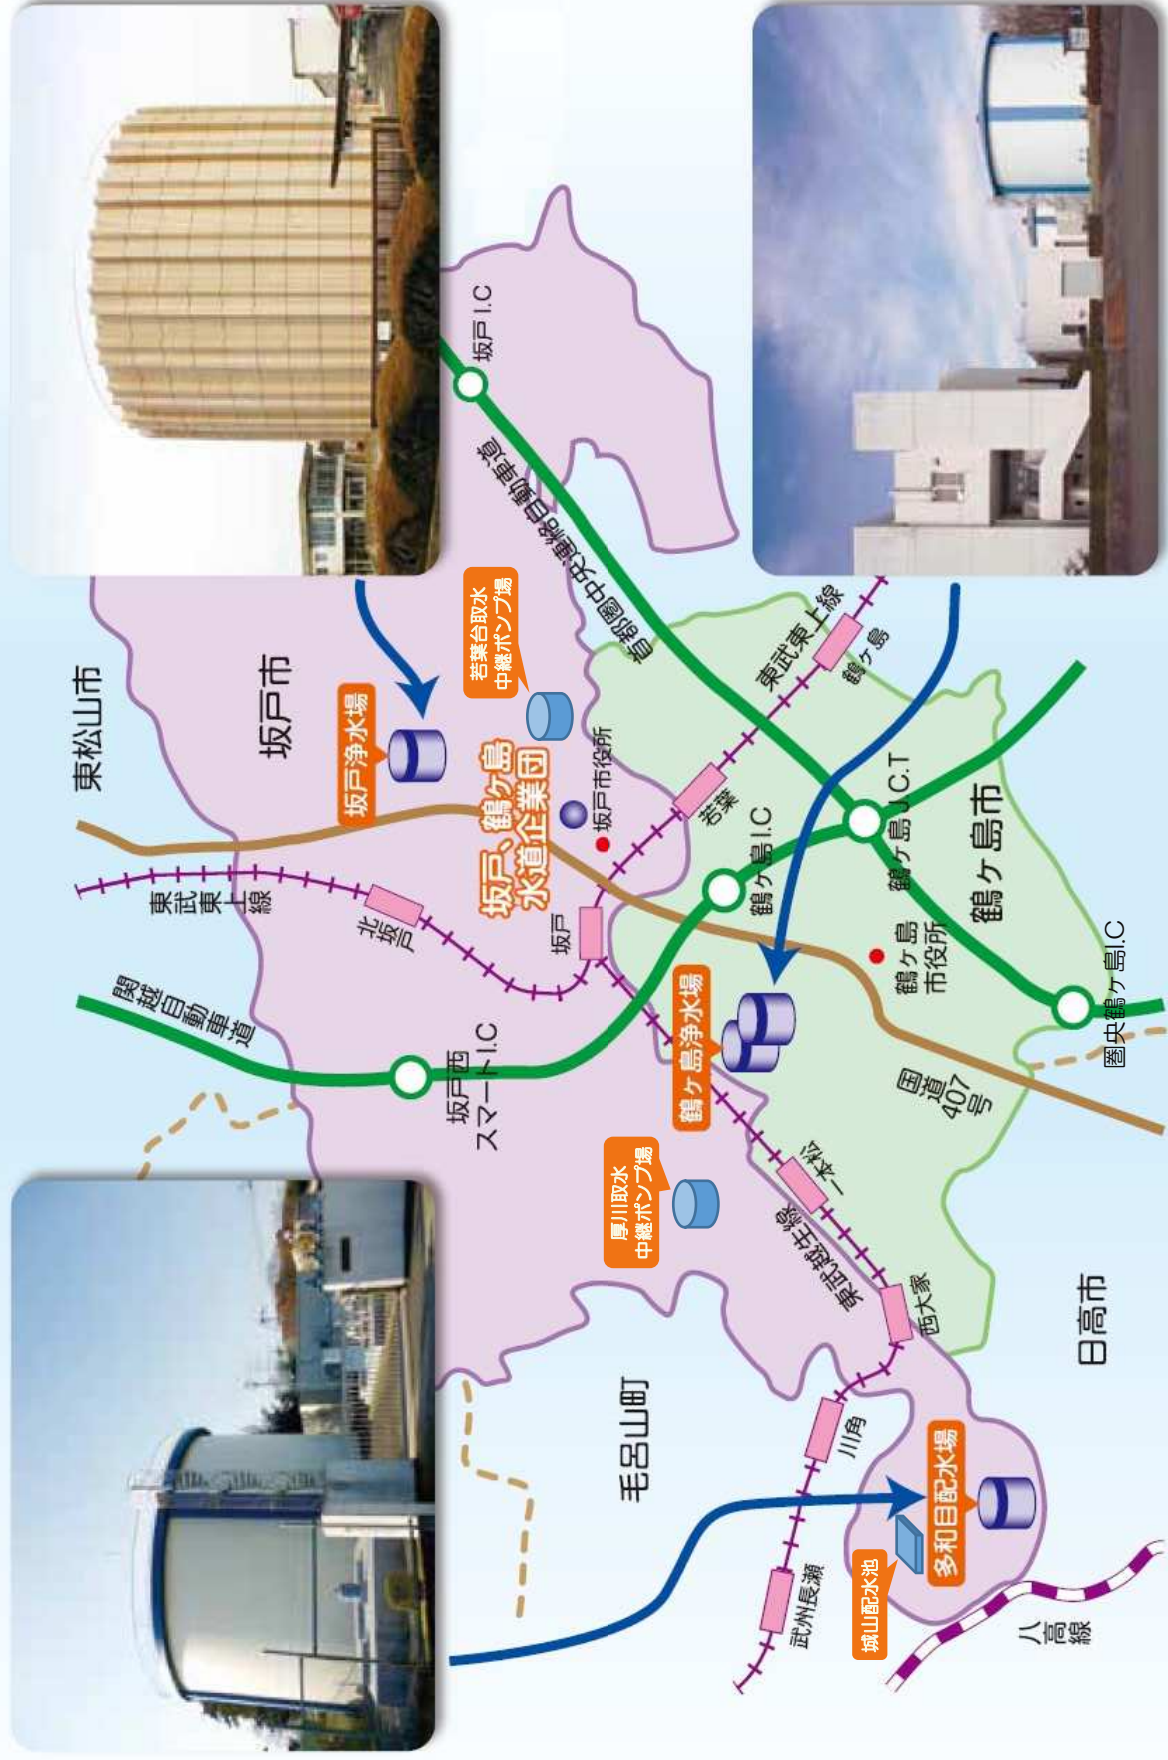 東松山市
坂戸市
坂戸浄水場
若葉台取水
中継ポンプ場
坂戸I.C
首都圏中央連絡自動車道
東武東上線
北坂戸
関越自動車道
坂戸、鶴ヶ島
水道企業団
坂戸市役所
坂戸
若葉
東武東上線
鶴ヶ島
坂戸西
スマートI.C
鶴ヶ島I.C
鶴ヶ島J.C.T
鶴ヶ島市
鶴ヶ島浄水場
鶴ヶ島
市役所
圏央鶴ヶ島I.C
国道
407
号
厚川取水
中継ポンプ場
一本松
東武越生線
西大家
日高市
毛呂山町
川角
武州長瀬
城山配水池
多和目配水場
八高線